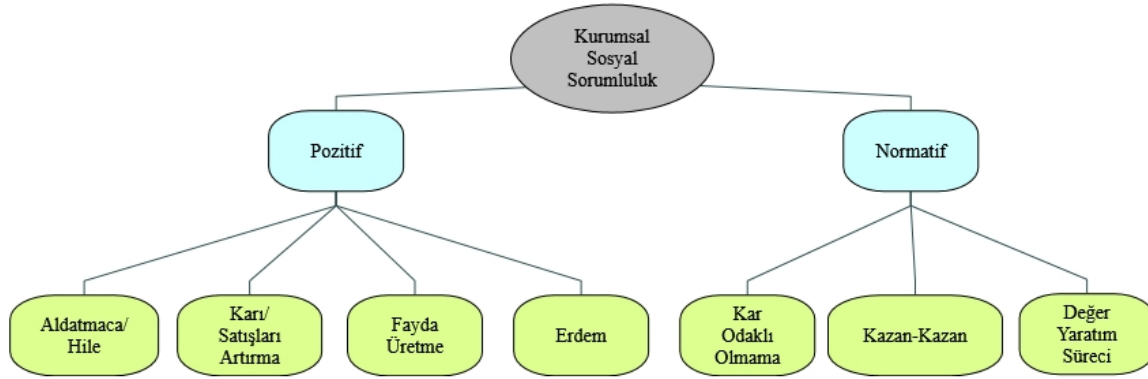 Kurumsal
Sosyal
Sorumluluk
Pozitif
Normatif
Aldatmaca/
Hile
Karı/
Satışları
Artırma
Fayda
Üretme
Erdem
Kar
Odaklı
Olmama
Kazan-Kazan
Değer
Yaratım
Süreci